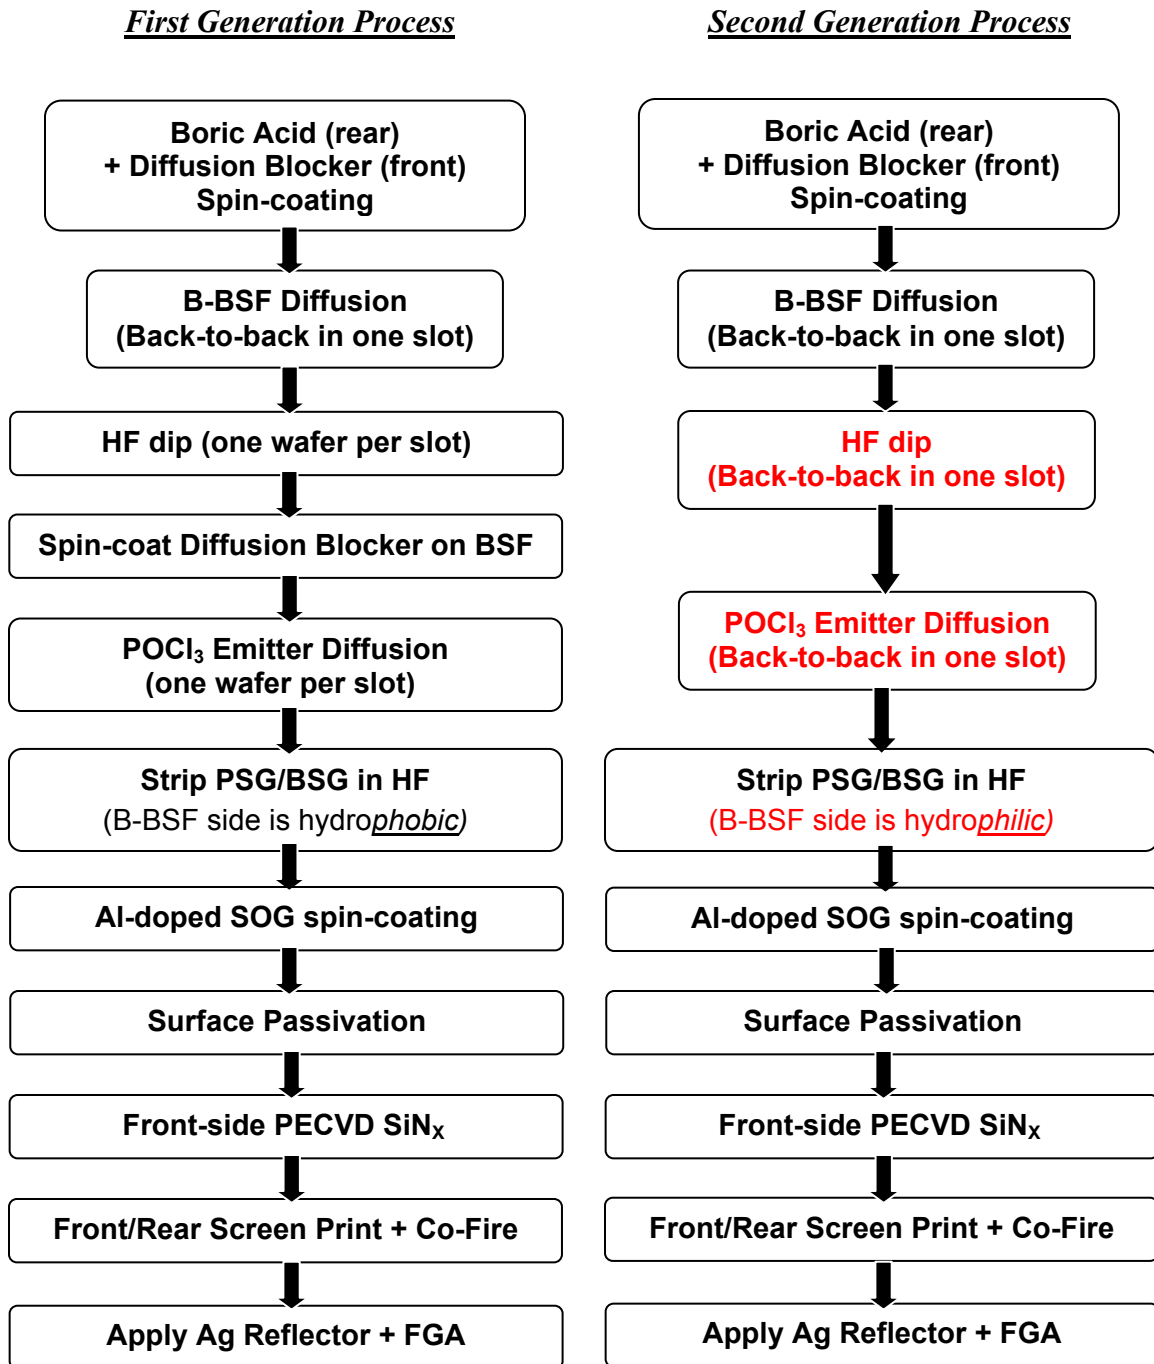 First Generation Process
Boric Acid (rear)
+ Diffusion Blocker (front)
Spin-coating
B-BSF Diffusion
(Back-to-back in one slot)
HF dip (one wafer per slot)
Spin-coat Diffusion Blocker on BSF
POCl₃ Emitter Diffusion
(one wafer per slot)
Strip PSG/BSG in HF
(B-BSF side is hydrophobic)
Al-doped SOG spin-coating
Surface Passivation
Front-side PECVD SiNₓ
Front/Rear Screen Print + Co-Fire
Apply Ag Reflector + FGA
Second Generation Process
Boric Acid (rear)
+ Diffusion Blocker (front)
Spin-coating
B-BSF Diffusion
(Back-to-back in one slot)
HF dip
(Back-to-back in one slot)
POCl₃ Emitter Diffusion
(Back-to-back in one slot)
Strip PSG/BSG in HF
(B-BSF side is hydrophilic)
Al-doped SOG spin-coating
Surface Passivation
Front-side PECVD SiNₓ
Front/Rear Screen Print + Co-Fire
Apply Ag Reflector + FGA